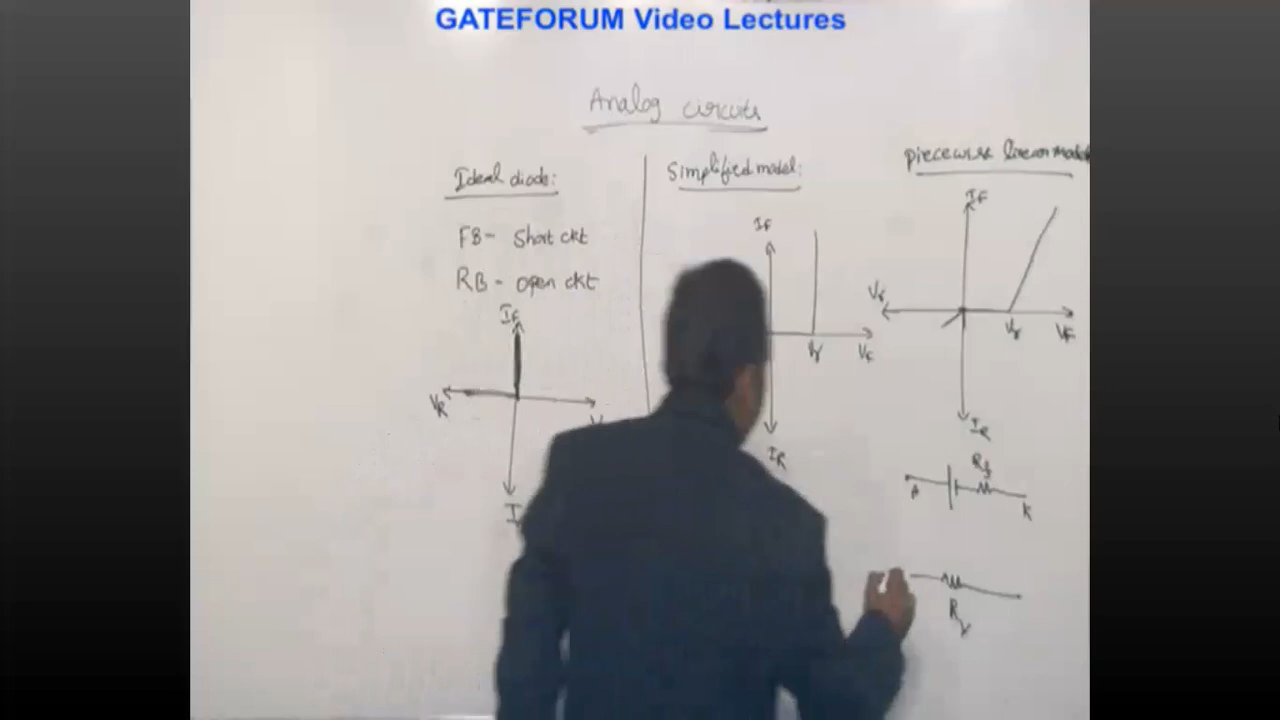 GATEFORUM Video Lectures
Analog circuits
Ideal diode:
FB- Short ckt
RB - open ckt
IF
VR
I
Simplified model:
IF
Vγ
VF
IR
piecewise linear model
IF
Vr
Vγ
VF
IR
Rf
A
K
Rr